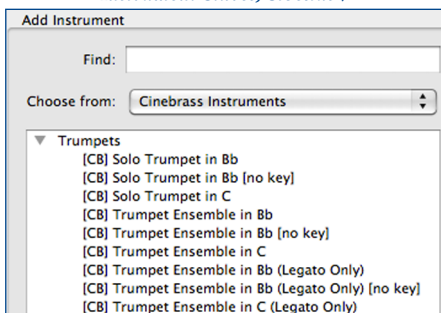 Add Instrument
Find:
Choose from: Cinebrass Instruments
Trumpets
[CB] Solo Trumpet in Bb
[CB] Solo Trumpet in Bb [no key]
[CB] Solo Trumpet in C
[CB] Trumpet Ensemble in Bb
[CB] Trumpet Ensemble in Bb [no key]
[CB] Trumpet Ensemble in C
[CB] Trumpet Ensemble in Bb (Legato Only)
[CB] Trumpet Ensemble in Bb (Legato Only) [no key]
[CB] Trumpet Ensemble in C (Legato Only)